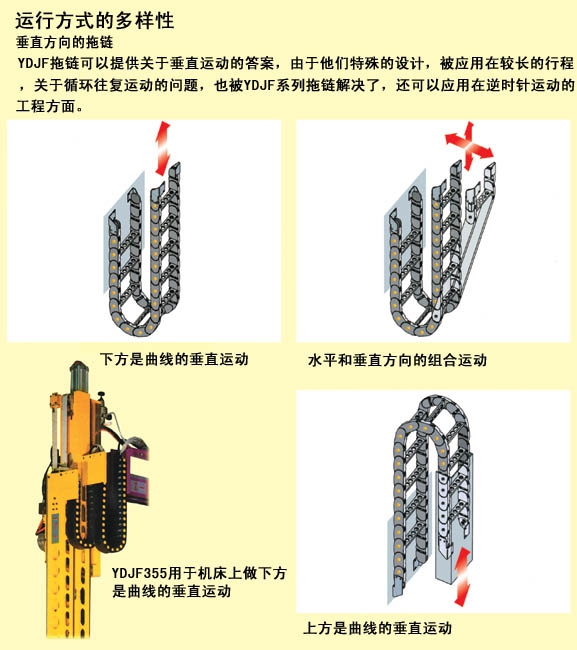 运行方式的多样性
垂直方向的拖链
YDJF拖链可以提供关于垂直运动的答案，由于他们特殊的设计，被应用在较长的行程
，关于循环往复运动的问题，也被YDJF系列拖链解决了，还可以应用在逆时针运动的
工程方面。
下方是曲线的垂直运动
水平和垂直方向的组合运动
YDJF355用于机床上做下方
是曲线的垂直运动
上方是曲线的垂直运动